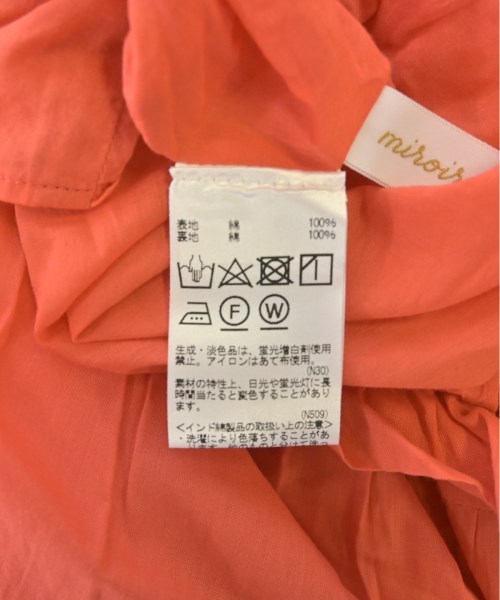 miroir
表地 綿 100%
裏地 綿 100%
F W
生成・淡色品は、蛍光増白剤使用
禁止。アイロンはあて布使用。
(N30)
素材の特性上、日光や蛍光灯に長
時間当たると変色することがあり
ます。
(N509)
<インド綿製品の取扱い上の注意>
・洗濯により色落ちすることがあ